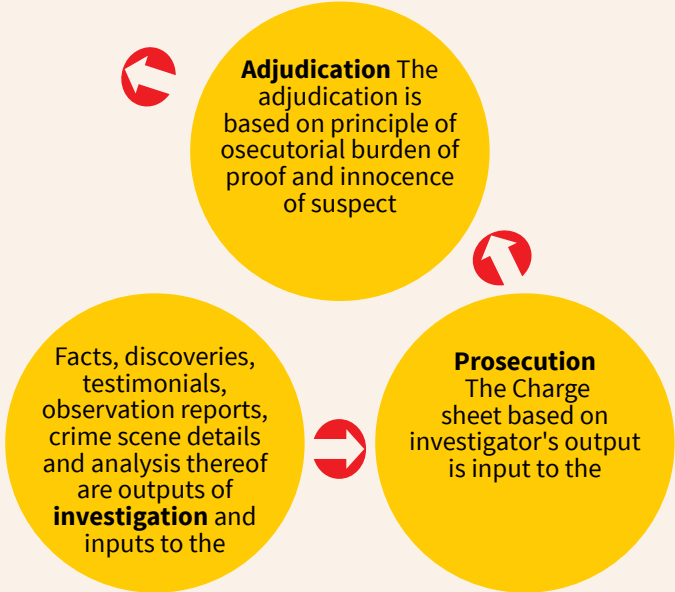 Adjudication The
adjudication is
based on principle of
osecutorial burden of
proof and innocence
of suspect
Facts, discoveries,
testimonials,
observation reports,
crime scene details
and analysis thereof
are outputs of
investigation and
inputs to the
Prosecution
The Charge
sheet based on
investigator's output
is input to the